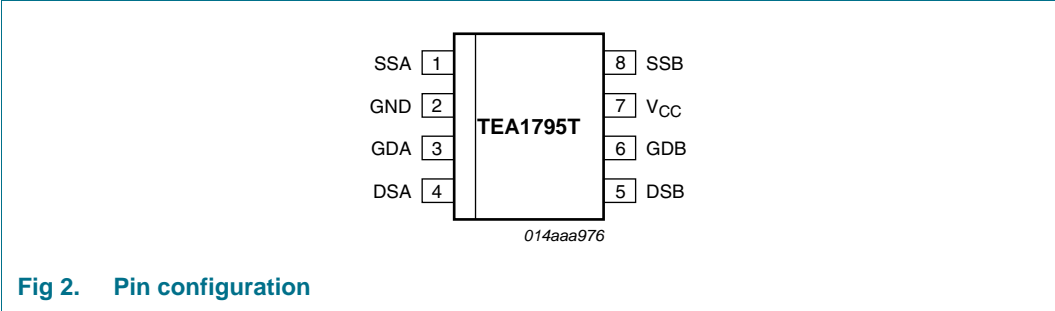 SSA 1 8 SSB
GND 2 7 VCC
TEA1795T
GDA 3 6 GDB
DSA 4 5 DSB
014aaa976
Fig 2. Pin configuration